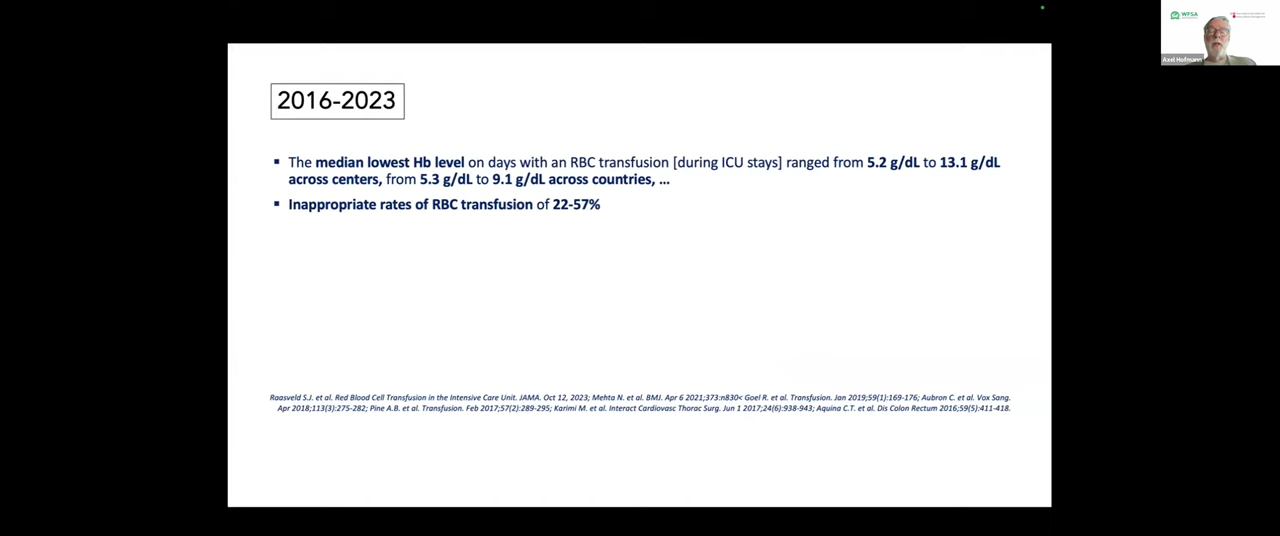 WFSA
Axel Hofmann
2016-2023
▪ The median lowest Hb level on days with an RBC transfusion [during ICU stays] ranged from 5.2 g/dL to 13.1 g/dL
across centers, from 5.3 g/dL to 9.1 g/dL across countries, ...
▪ Inappropriate rates of RBC transfusion of 22-57%
Raasveld S.J. et al. Red Blood Cell Transfusion in the Intensive Care Unit. JAMA. Oct 12, 2023; Mehta N. et al. BMJ. Apr 6 2021;373:n830< Goel R. et al. Transfusion. Jan 2019;59(1):169-176; Aubron C. et al. Vox Sang.
Apr 2018;113(3):275-282; Pine A.B. et al. Transfusion. Feb 2017;57(2):289-295; Karimi M. et al. Interact Cardiovasc Thorac Surg. Jun 1 2017;24(6):938-943; Aquina C.T. et al. Dis Colon Rectum 2016;59(5):411-418.